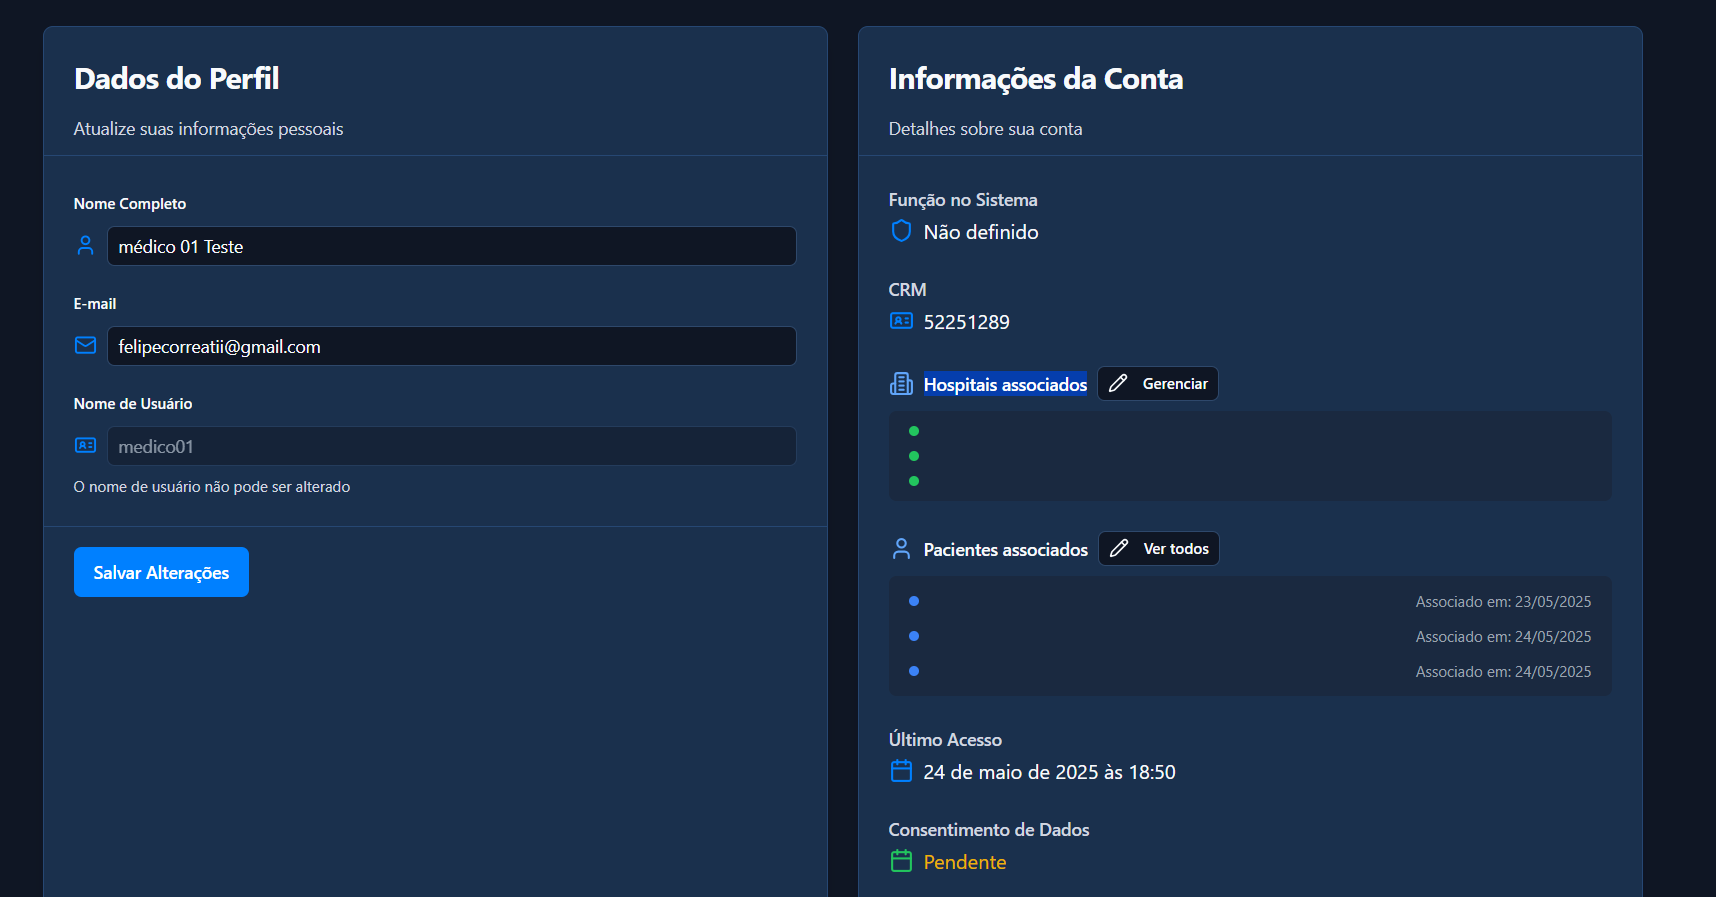 Dados do Perfil
Atualize suas informações pessoais
Nome Completo
médico 01 Teste
E-mail
felipecorreatii@gmail.com
Nome de Usuário
medico01
O nome de usuário não pode ser alterado
Salvar Alterações
Informações da Conta
Detalhes sobre sua conta
Função no Sistema
Não definido
CRM
52251289
Hospitais associados
Gerenciar
Pacientes associados
Ver todos
Associado em: 23/05/2025
Associado em: 24/05/2025
Associado em: 24/05/2025
Último Acesso
24 de maio de 2025 às 18:50
Consentimento de Dados
Pendente